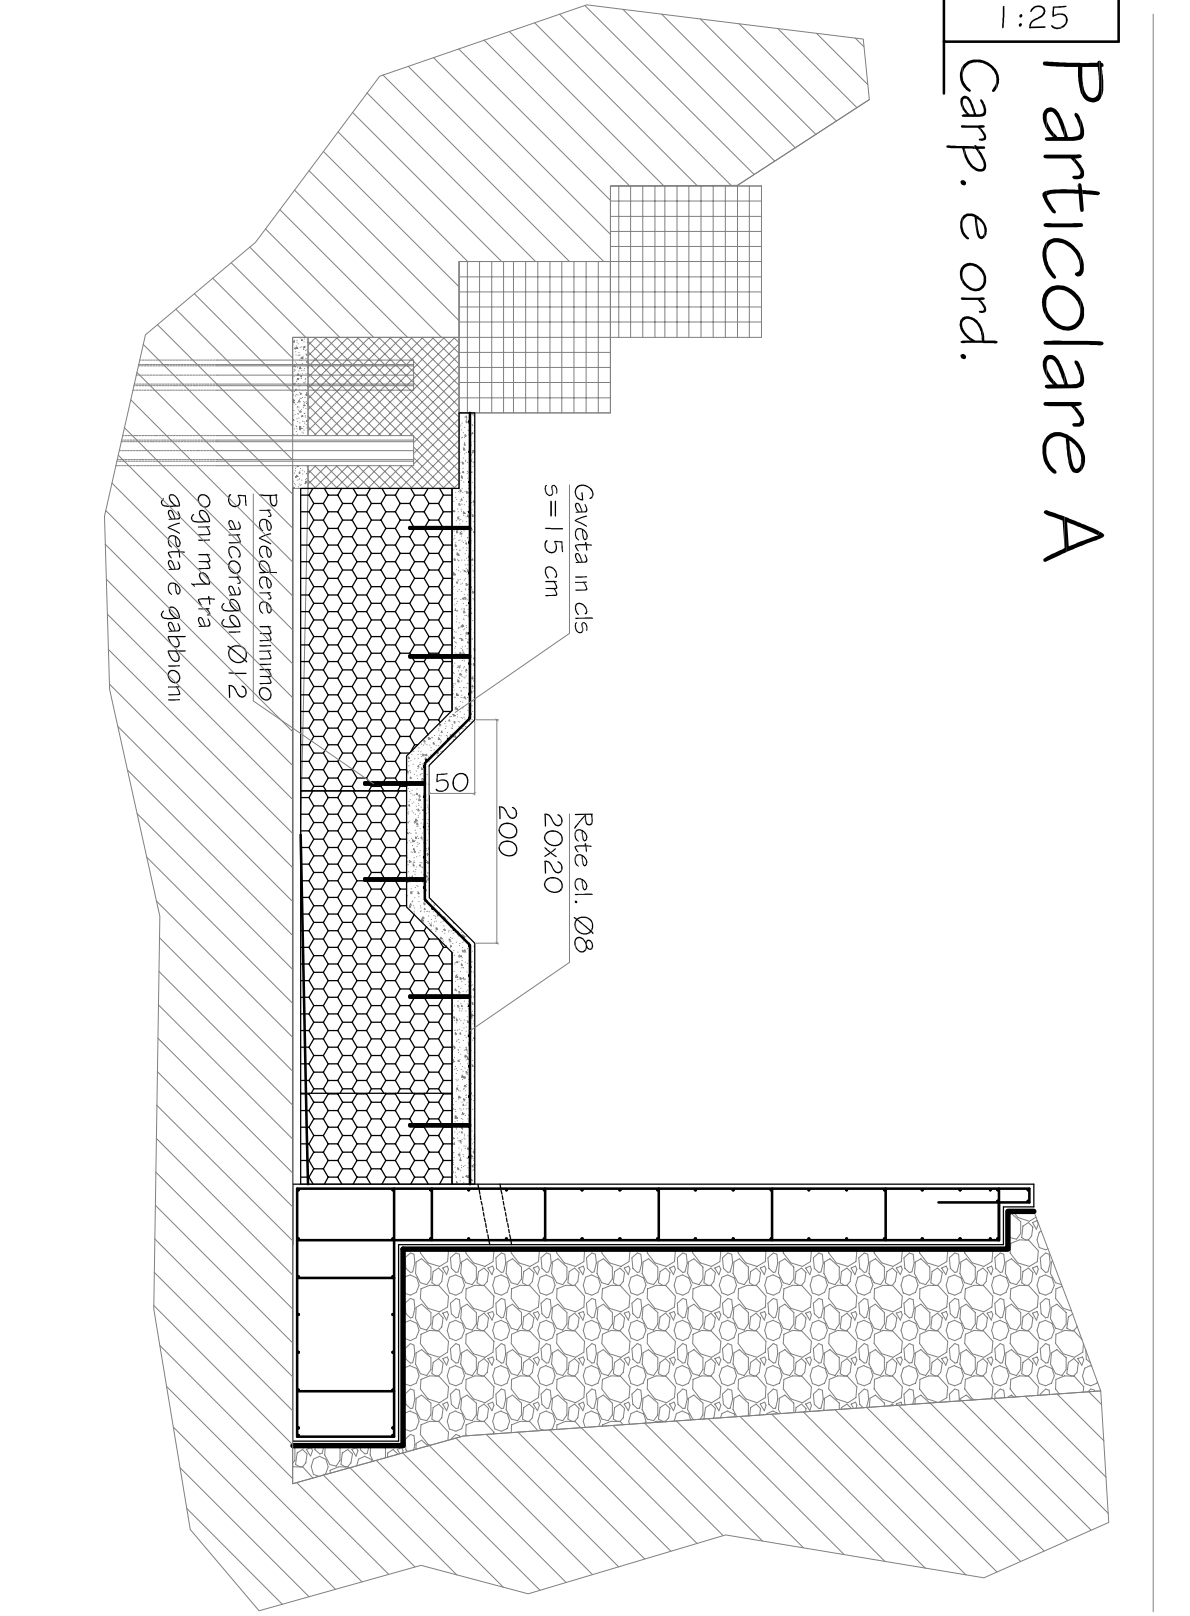 1:25
Particolare A
Carp. e ord.
Gaveta in cls
s=15 cm
Rete el. Ø8
20x20
200
50
Prevedere minimo
5 ancoraggi Ø12
ogni mq tra
gaveta e gabbioni